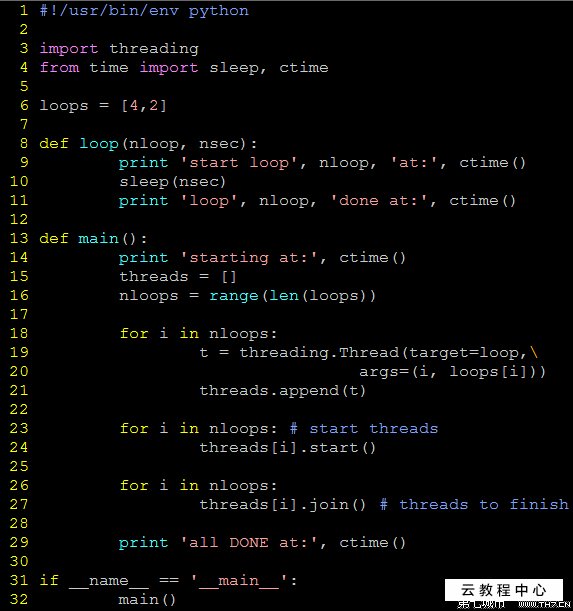 1 #!/usr/bin/env python
2
3 import threading
4 from time import sleep, ctime
5
6 loops = [4,2]
7
8 def loop(nloop, nsec):
9         print 'start loop', nloop, 'at:', ctime()
10         sleep(nsec)
11         print 'loop', nloop, 'done at:', ctime()
12
13 def main():
14         print 'starting at:', ctime()
15         threads = []
16         nloops = range(len(loops))
17
18         for i in nloops:
19                 t = threading.Thread(target=loop,\
20                                 args=(i, loops[i]))
21                 threads.append(t)
22
23         for i in nloops: # start threads
24                 threads[i].start()
25
26         for i in nloops:
27                 threads[i].join() # threads to finish
28
29         print 'all DONE at:', ctime()
30
31 if __name__ == '__main__':
32         main()
云教程中心
第七城市 www.TH7.CN